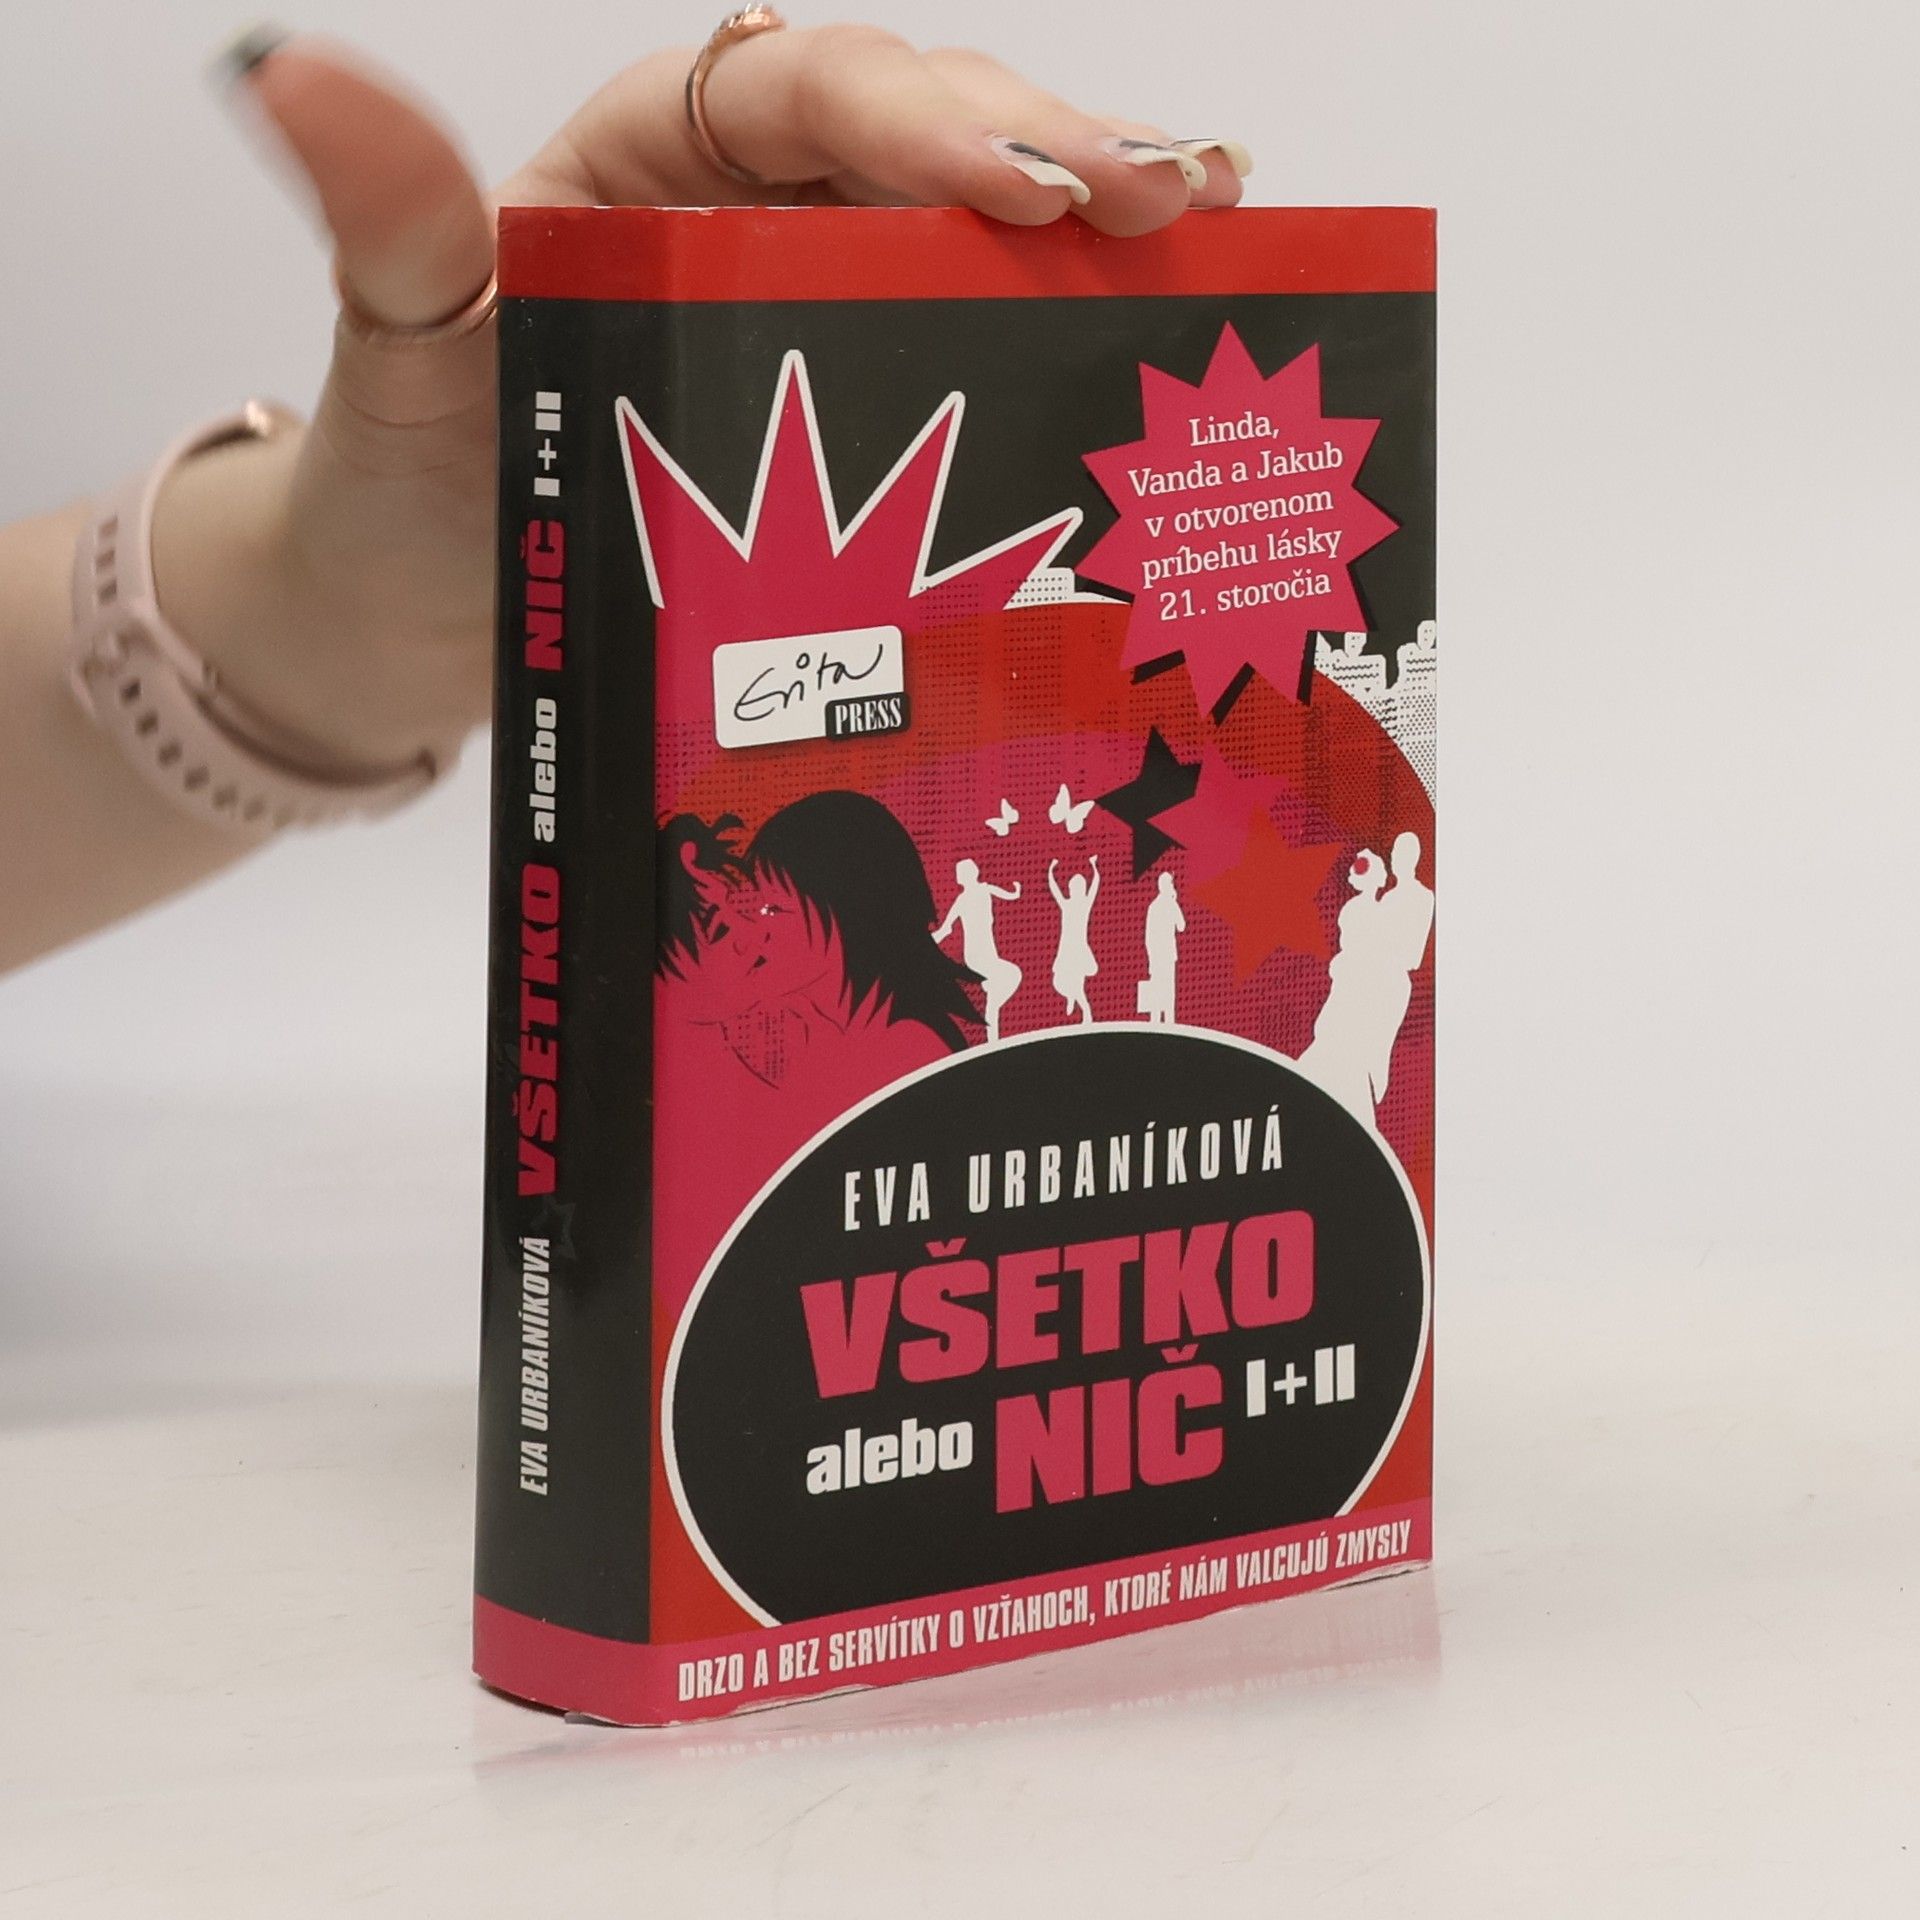 EVA URBANÍKOVÁ VŠETKO alebo NIČ I+II
Linda,
Vanda a Jakub
v otvorenom
príbehu lásky
21. storočia
Evita
PRESS
EVA URBANÍKOVÁ
VŠETKO
alebo NIČ I+II
DRZO A BEZ SERVÍTKY O VZŤAHOCH, KTORÉ NÁM VALCUJÚ ZMYSLY